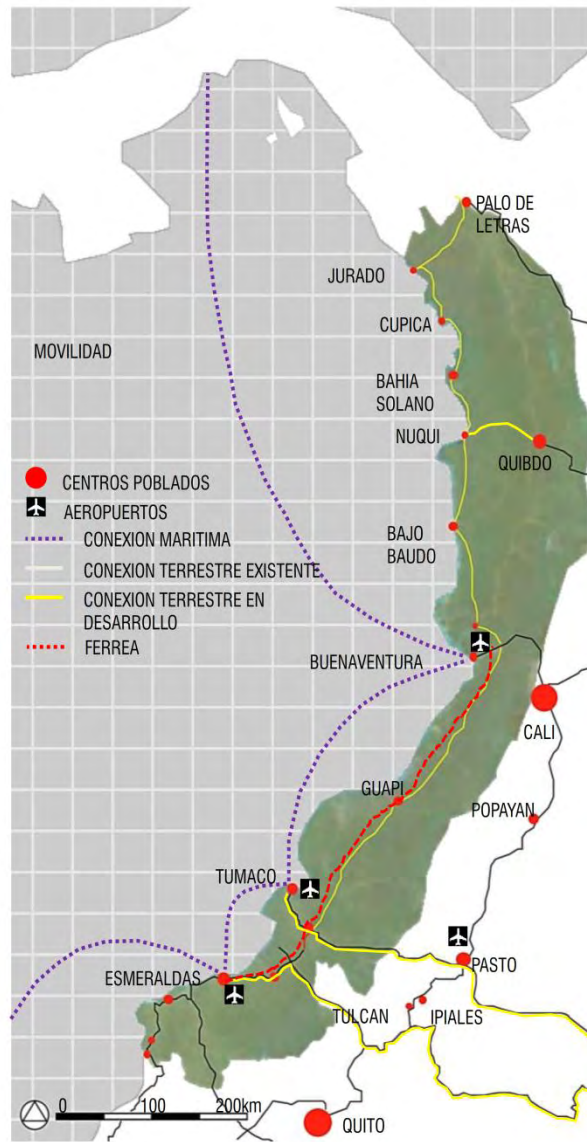 PALO DE
LETRAS
JURADO
CUPICA
MOVILIDAD
BAHIA
SOLANO
NUQUI
QUIBDO
CENTROS POBLADOS
AEROPUERTOS
CONEXION MARITIMA
BAJO
BAUDO
CONEXION TERRESTRE EXISTENTE
CONEXION TERRESTRE EN
DESARROLLO
FERREA
BUENAVENTURA
CALI
GUAPI
POPAYAN
TUMACO
PASTO
ESMERALDAS
TULCAN
IPIALES
0 100 200km
QUITO